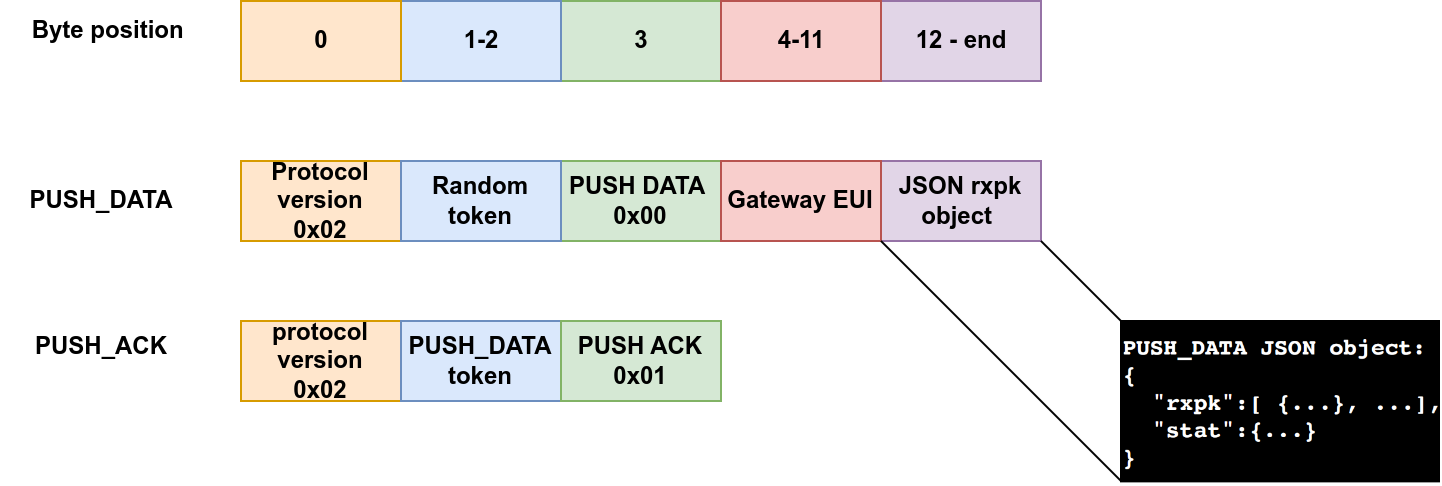 Byte position
0
1-2
3
4-11
12 - end
PUSH_DATA
Protocol
version
0x02
Random
token
PUSH DATA
0x00
Gateway EUI
JSON rxpk
object
PUSH_ACK
protocol
version
0x02
PUSH_DATA
token
PUSH ACK
0x01
PUSH_DATA JSON object:
{
"rxpk":[ {...}, ...],
"stat":{...}
}